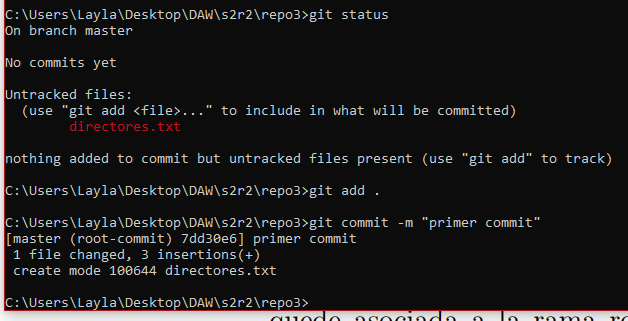 C:\Users\Layla\Desktop\DAW\s2r2\repo3>git status
On branch master
No commits yet
Untracked files:
  (use "git add <file>..." to include in what will be committed)
        directores.txt
nothing added to commit but untracked files present (use "git add" to track)
C:\Users\Layla\Desktop\DAW\s2r2\repo3>git add .
C:\Users\Layla\Desktop\DAW\s2r2\repo3>git commit -m "primer commit"
[master (root-commit) 7dd30e6] primer commit
 1 file changed, 3 insertions(+)
 create mode 100644 directores.txt
C:\Users\Layla\Desktop\DAW\s2r2\repo3>
quede asociada a la rama